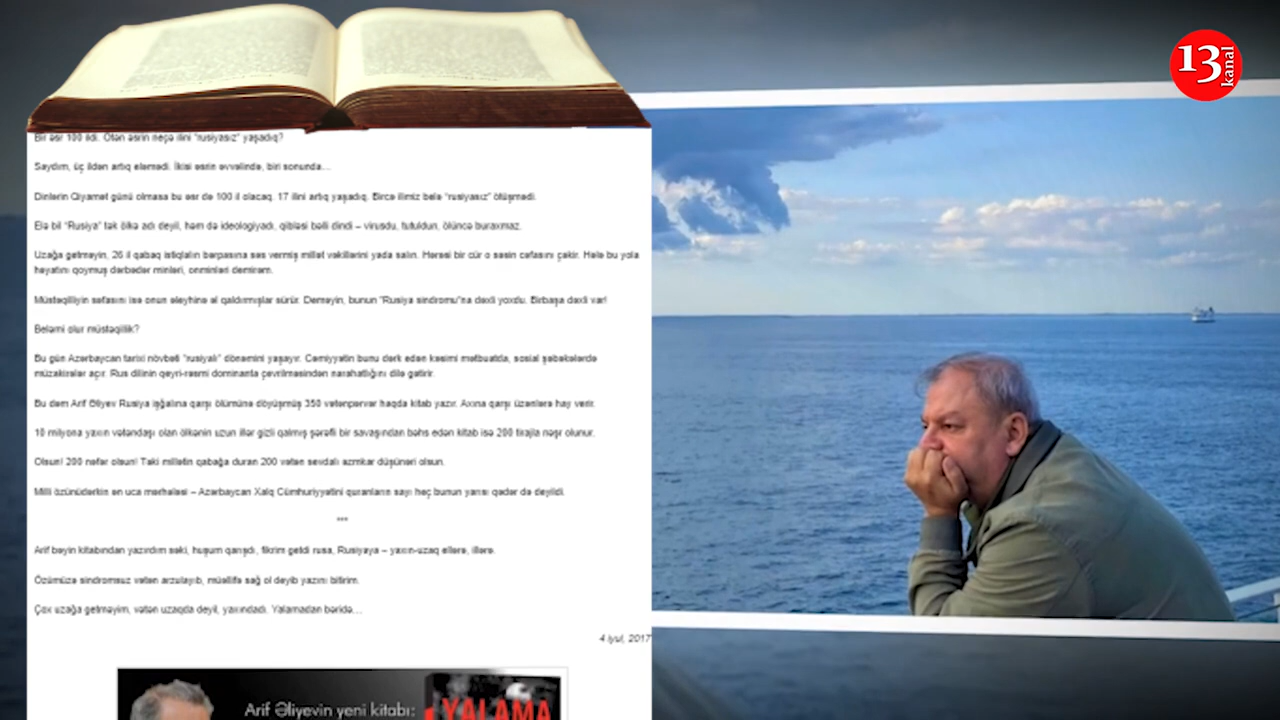 Bir əsr 100 ildi. Ötən əsrin neçə ilini "rusiyasız" yaşadıq?
Saydım, üç ildən artıq eləmədi. İkisi əsrin əvvəlində, biri sonunda...
Dinlərin Qiyamət günü olmasa bu əsr də 100 il olacaq. 17 ilini artıq yaşadıq. Bircə ilimiz belə "rusiyasız" ötüşmədi.
Elə bil "Rusiya" tək ölkə adı deyil, həm də ideologiyadı, qibləsi bəlli dindi – virusdu, tutuldun, ölüncə buraxmaz.
Uzağa getməyin, 26 il qabaq istiqlalın bərpasına səs vermiş millət vəkillərini yada salın. Hərəsi bir cür o səsin cəfasını çəkir. Hələ bu yola
həyatını qoymuş dərbədər minləri, onminləri demirəm.
Müstəqilliyin səfasını isə onun əleyhinə əl qaldırmışlar sürür. Deməyin, bunun "Rusiya sindromu"na dəxli yoxdu. Birbaşa dəxli var!
Beləmi olur müstəqillik?
Bu gün Azərbaycan tarixi növbəti "rusiyalı" dönəmini yaşayır. Cəmiyyətin bunu dərk edən kəsimi mətbuatda, sosial şəbəkələrdə
müzakirələr açır. Rus dilinin qeyri-rəsmi dominanta çevrilməsindən narahatlığını dilə gətirir.
Bu dəm Arif Əliyev Rusiya işğalına qarşı ölümünə döyüşmüş 350 vətənpərvər haqda kitab yazır. Axına qarşı üzənlərə hay verir.
10 milyona yaxın vətəndaşı olan ölkənin uzun illər gizli qalmış şərəfli bir savaşından bəhs edən kitab isə 200 tirajla nəşr olunur.
Olsun! 200 nəfər olsun! Təki millətin qabağa duran 200 vətən sevdalı əzmkar düşünəri olsun.
Milli özünüdərkin ən uca mərhələsi – Azərbaycan Xalq Cümhuriyyətini quranların sayı heç bunun yarısı qədər də deyildi.
***
Arif bəyin kitabından yazırdım səki, huşum qarışdı, fikrim getdi rusa, Rusiyaya – yaxın-uzaq ellərə, illərə.
Özümüzə sindromsuz vətən arzulayıb, müəllifə sağ ol deyib yazını bitirim.
Çox uzağa getməyim, vətən uzaqda deyil, yaxındadı. Yalamadan bəridə...
4 iyul, 2017
Arif Əliyevin yeni kitabı:
YALAMA
13 kanal